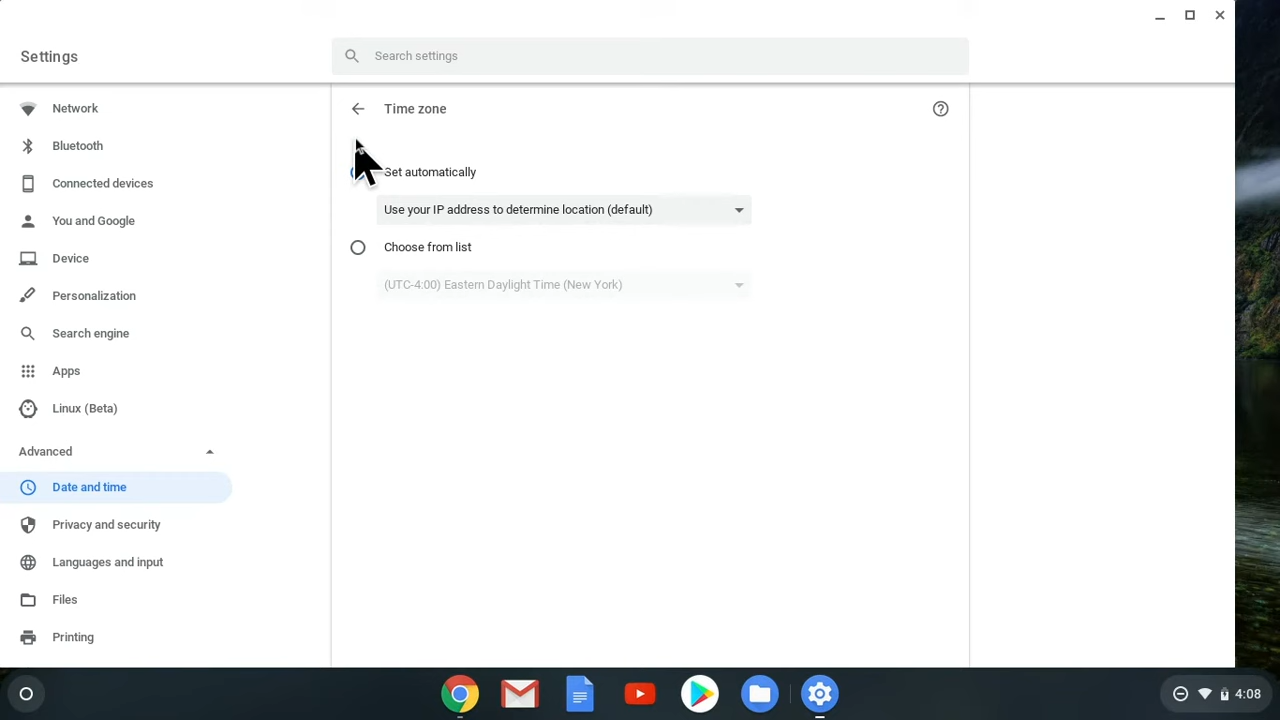 Settings
Search settings
Network
Bluetooth
Connected devices
You and Google
Device
Personalization
Search engine
Apps
Linux (Beta)
Advanced
Date and time
Privacy and security
Languages and input
Files
Printing
Time zone
Set automatically
Use your IP address to determine location (default)
Choose from list
(UTC-4:00) Eastern Daylight Time (New York)
4:08